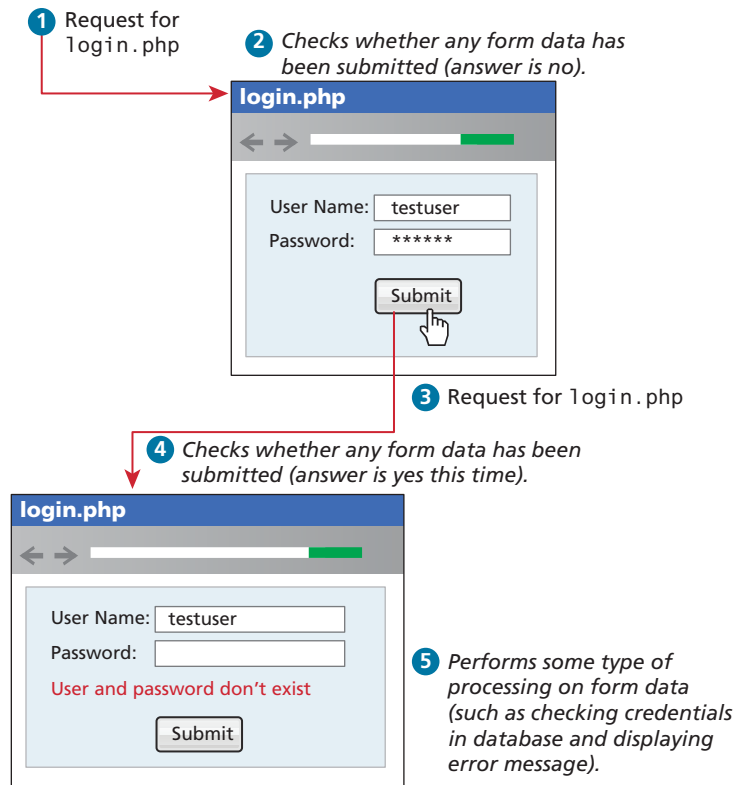 1 Request for
login.php
2 Checks whether any form data has
been submitted (answer is no).
login.php
User Name: testuser
Password: ******
Submit
3 Request for login.php
4 Checks whether any form data has been
submitted (answer is yes this time).
login.php
User Name: testuser
Password:
User and password don’t exist
Submit
5 Performs some type of
processing on form data
(such as checking credentials
in database and displaying
error message).